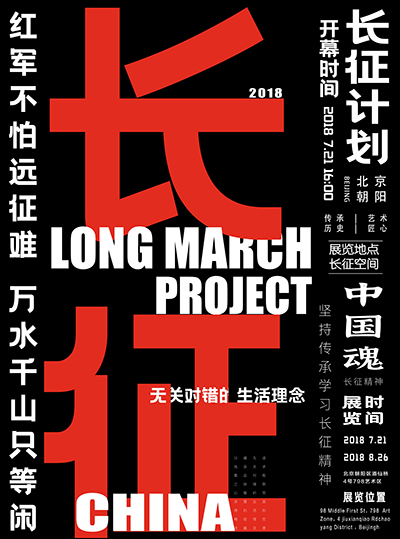 红军不怕远征难 万水千山只等闲
长征
2018
LONG MARCH
PROJECT
无关对错的 生活理念
CHINA
长征计划
开幕时间
2018 7.21 16:00
北京
朝阳
BEIJING
传承
历史
艺术
匠心
展览地点
长征空间
中国魂
长征精神
坚持传承学习长征精神
展览
时间
2018 7.21
2018 8.26
北京朝阳区酒仙桥
4号798艺术区
展览位置
98 Middle First St, 798 Art
Zone, 4 Jiuxianqiao Rdchao
yang District , Beijingh